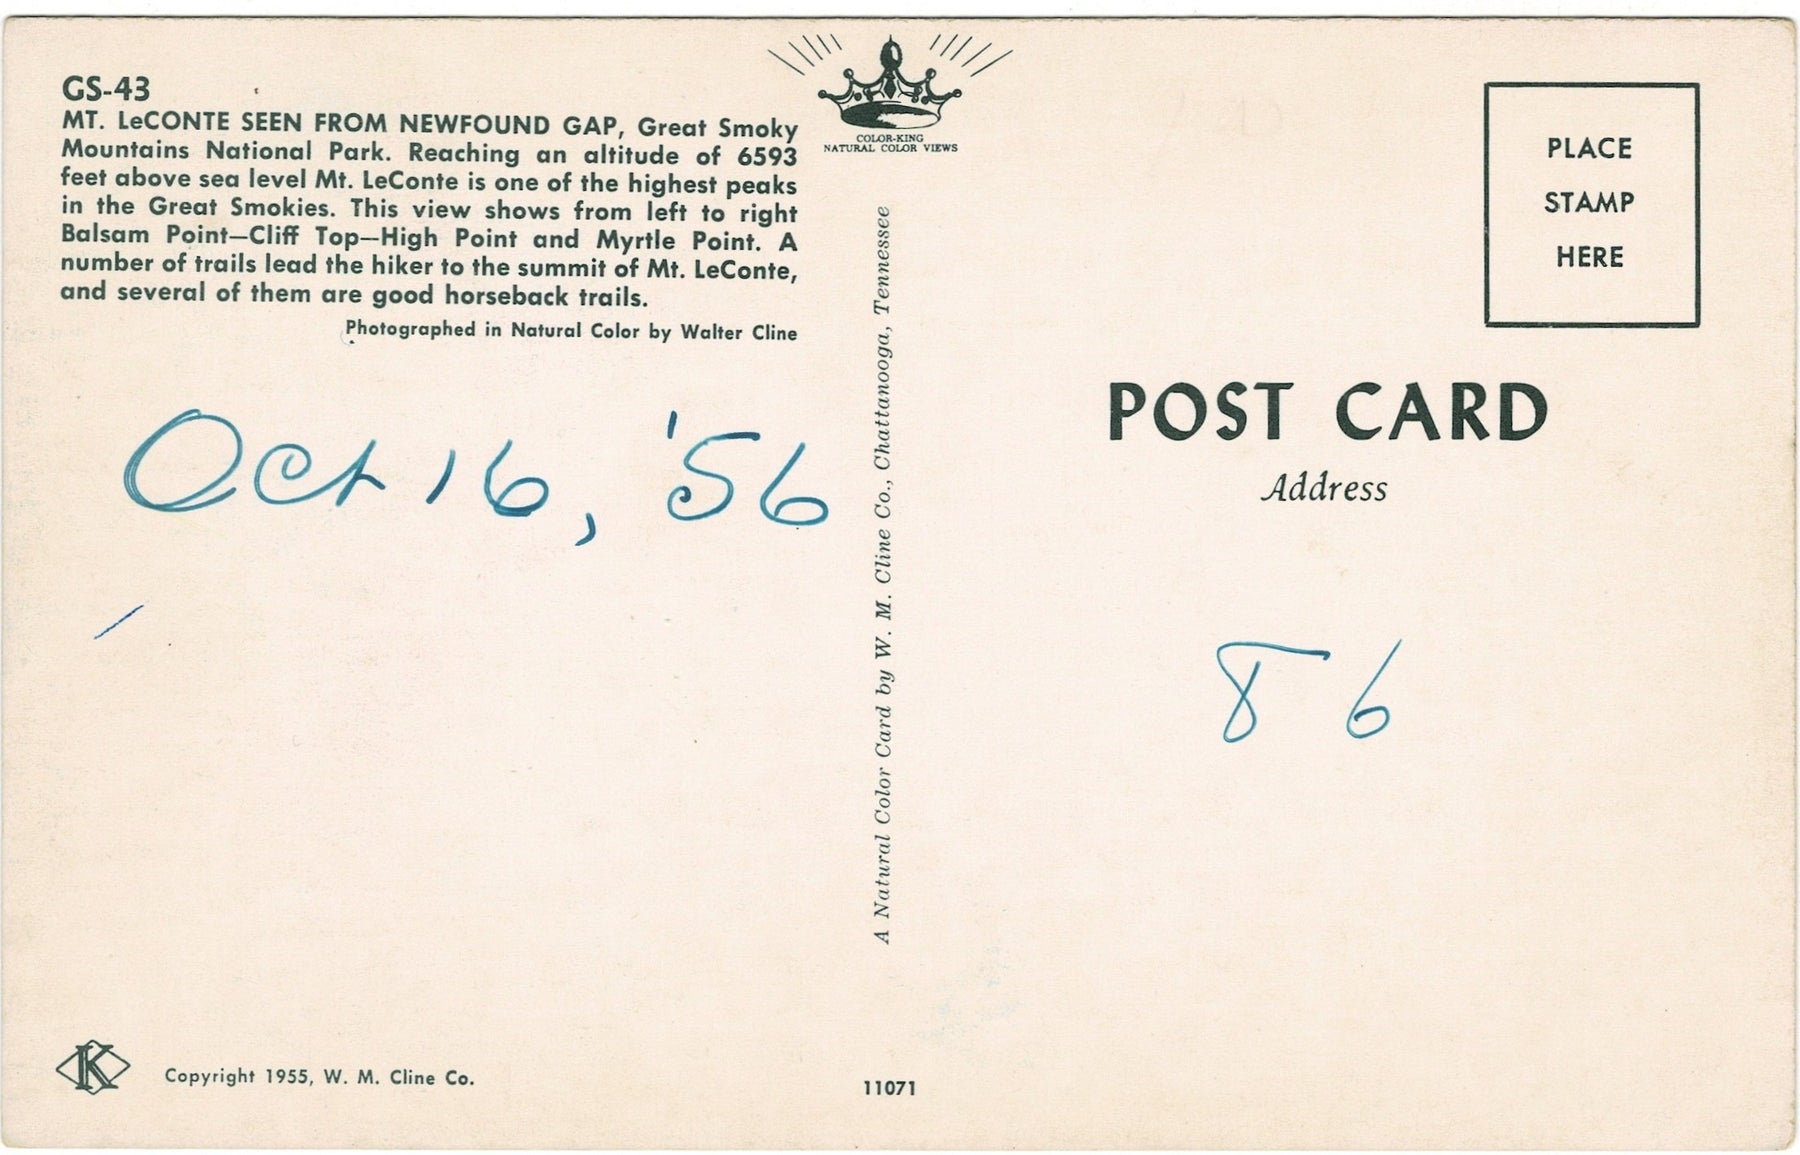 GS-43
MT. LeCONTE SEEN FROM NEWFOUND GAP, Great Smoky
Mountains National Park. Reaching an altitude of 6593
feet above sea level Mt. LeConte is one of the highest peaks
in the Great Smokies. This view shows from left to right
Balsam Point—Cliff Top—High Point and Myrtle Point. A
number of trails lead the hiker to the summit of Mt. LeConte,
and several of them are good horseback trails.
Photographed in Natural Color by Walter Cline
Oct 16, '56
K
Copyright 1955, W. M. Cline Co.
COLOR-KING
NATURAL COLOR VIEWS
A Natural Color Card by W. M. Cline Co., Chattanooga, Tennessee
11071
PLACE
STAMP
HERE
POST CARD
Address
86